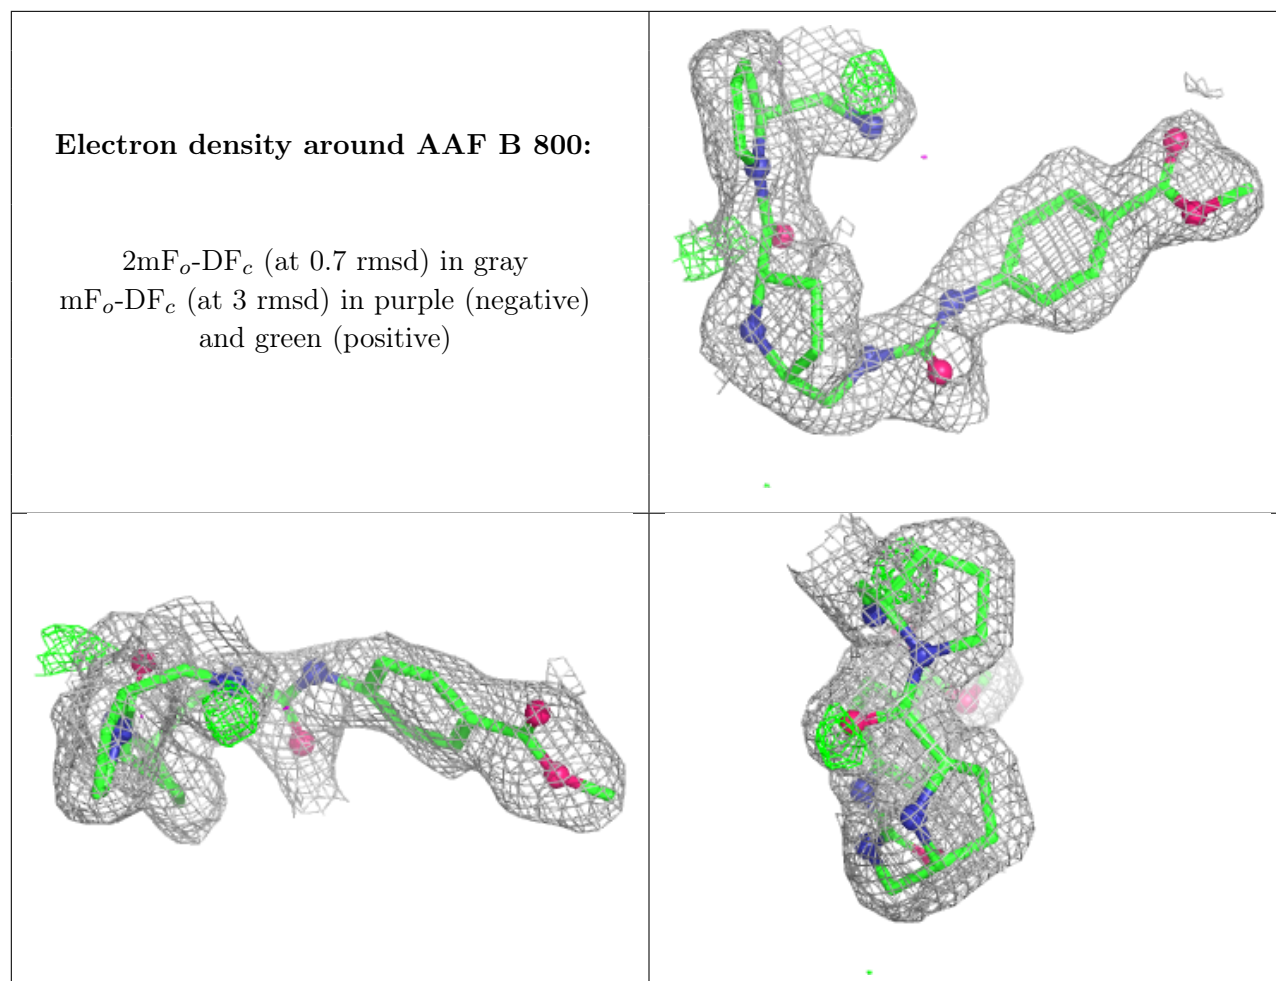 Electron density around AAF B 800:
2mFo-DFc (at 0.7 rmsd) in gray
mFo-DFc (at 3 rmsd) in purple (negative)
and green (positive)